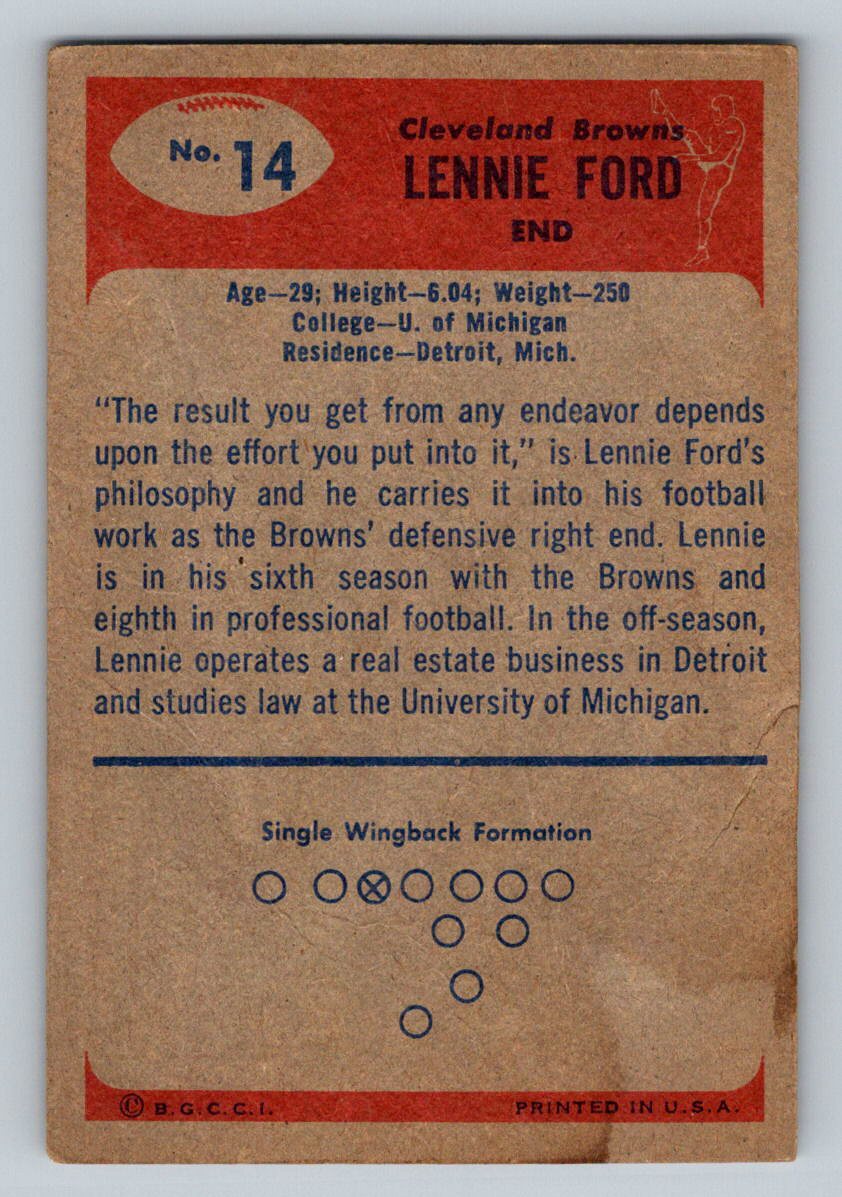 No. 14
Cleveland Browns
LENNIE FORD
END
Age—29; Height—6.04; Weight—250
College—U. of Michigan
Residence—Detroit, Mich.
"The result you get from any endeavor depends
upon the effort you put into it," is Lennie Ford's
philosophy and he carries it into his football
work as the Browns' defensive right end. Lennie
is in his sixth season with the Browns and
eighth in professional football. In the off-season,
Lennie operates a real estate business in Detroit
and studies law at the University of Michigan.
Single Wingback Formation
© B.G.C.C.I.
PRINTED IN U.S.A.